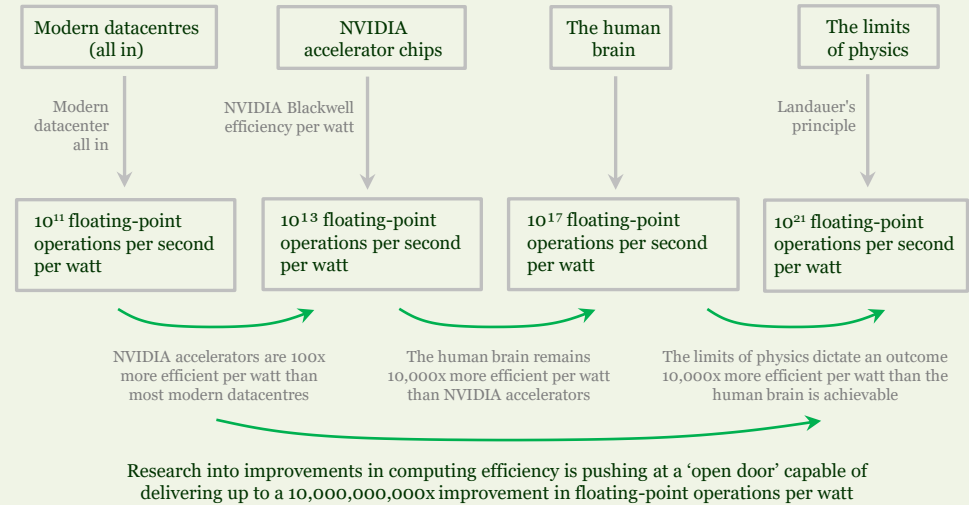 Modern datacentres
(all in)
NVIDIA
accelerator chips
The human
brain
The limits
of physics
Modern
datacenter
all in
NVIDIA Blackwell
efficiency per watt
Landauer's
principle
10¹¹ floating-point
operations per second
per watt
10¹³ floating-point
operations per second
per watt
10¹⁷ floating-point
operations per second
per watt
10²¹ floating-point
operations per second
per watt
NVIDIA accelerators are 100x
more efficient per watt than
most modern datacentres
The human brain remains
10,000x more efficient per watt
than NVIDIA accelerators
The limits of physics dictate an outcome
10,000x more efficient per watt than the
human brain is achievable
Research into improvements in computing efficiency is pushing at a ‘open door’ capable of
delivering up to a 10,000,000,000x improvement in floating-point operations per watt